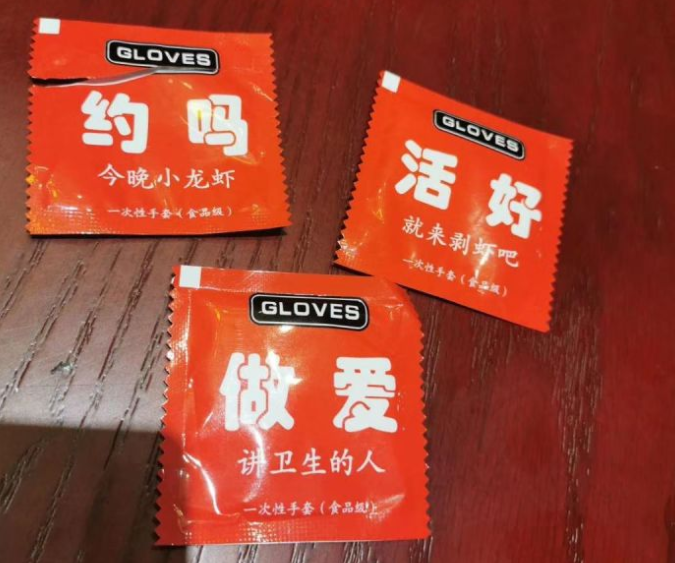 GLOVES
约吗
今晚小龙虾
一次性手套(食品级)
GLOVES
活好
就来剥虾吧
一次性手套(食品级)
GLOVES
做爱
讲卫生的人
一次性手套(食品级)